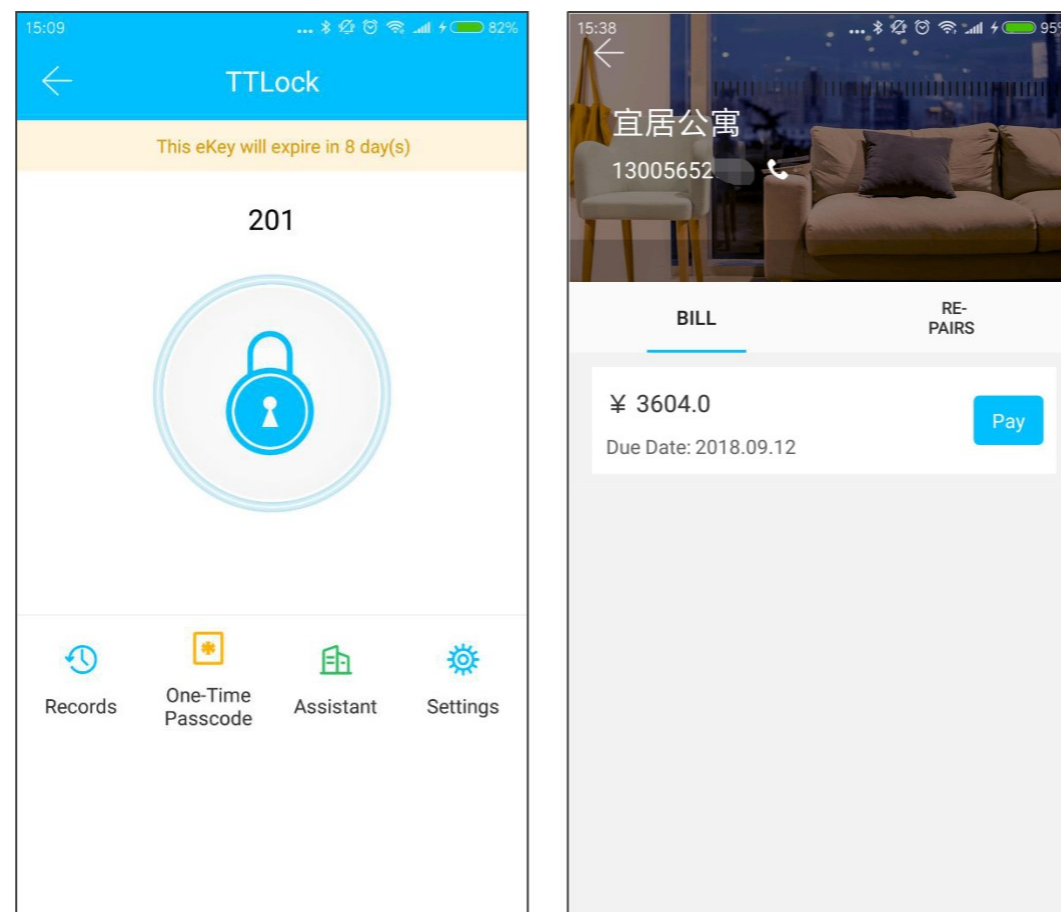 15:09
82%
TTLock
This eKey will expire in 8 day(s)
201
Records
One-Time
Passcode
Assistant
Settings
15:38
95%
宜居公寓
13005652
BILL
RE-
PAIRS
¥ 3604.0
Due Date: 2018.09.12
Pay